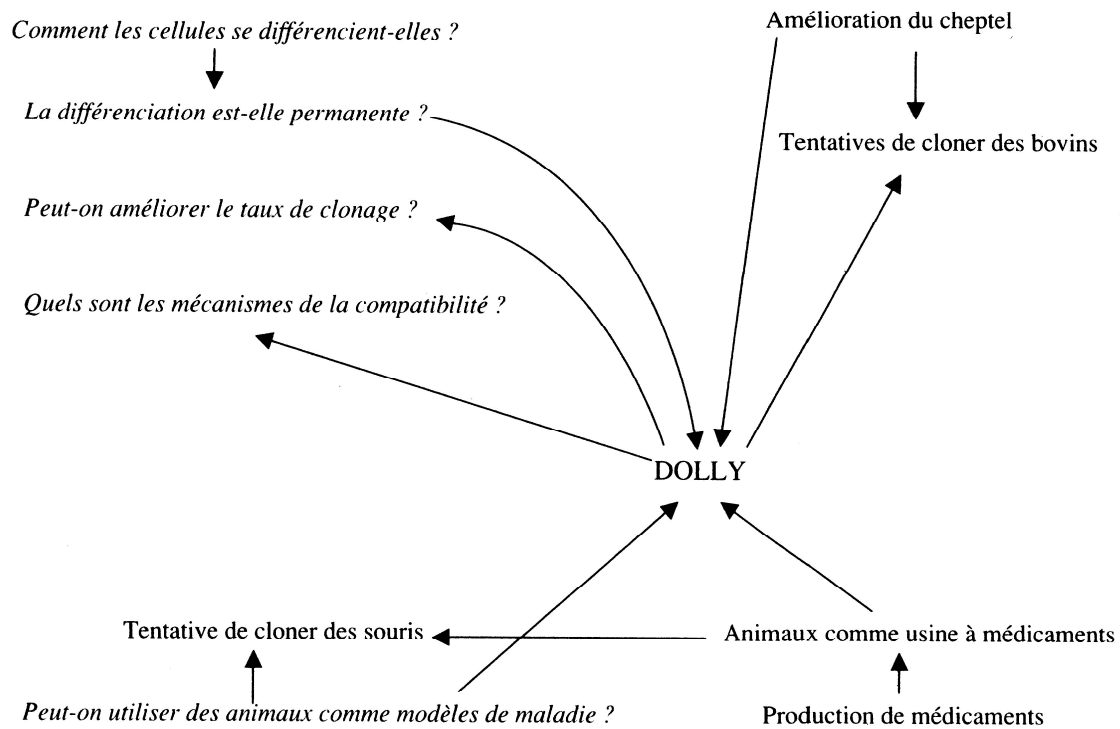 Comment les cellules se différencient-elles ?
Amélioration du cheptel
La différenciation est-elle permanente ?
Tentatives de cloner des bovins
Peut-on améliorer le taux de clonage ?
Quels sont les mécanismes de la compatibilité ?
DOLLY
Tentative de cloner des souris
Animaux comme usine à médicaments
Peut-on utiliser des animaux comme modèles de maladie ?
Production de médicaments